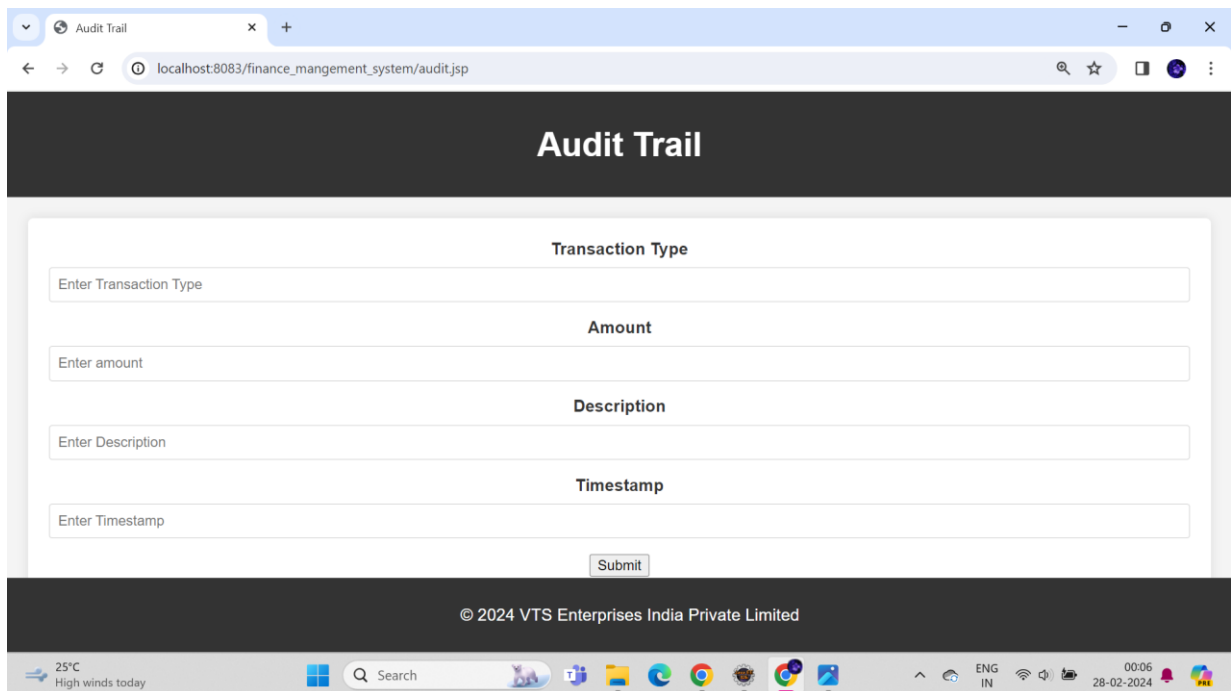 Audit Trail
localhost:8083/finance_mangement_system/audit.jsp
Audit Trail
Transaction Type
Enter Transaction Type
Amount
Enter amount
Description
Enter Description
Timestamp
Enter Timestamp
Submit
© 2024 VTS Enterprises India Private Limited
25°C
High winds today
Search
ENG
IN
00:06
28-02-2024
PRE